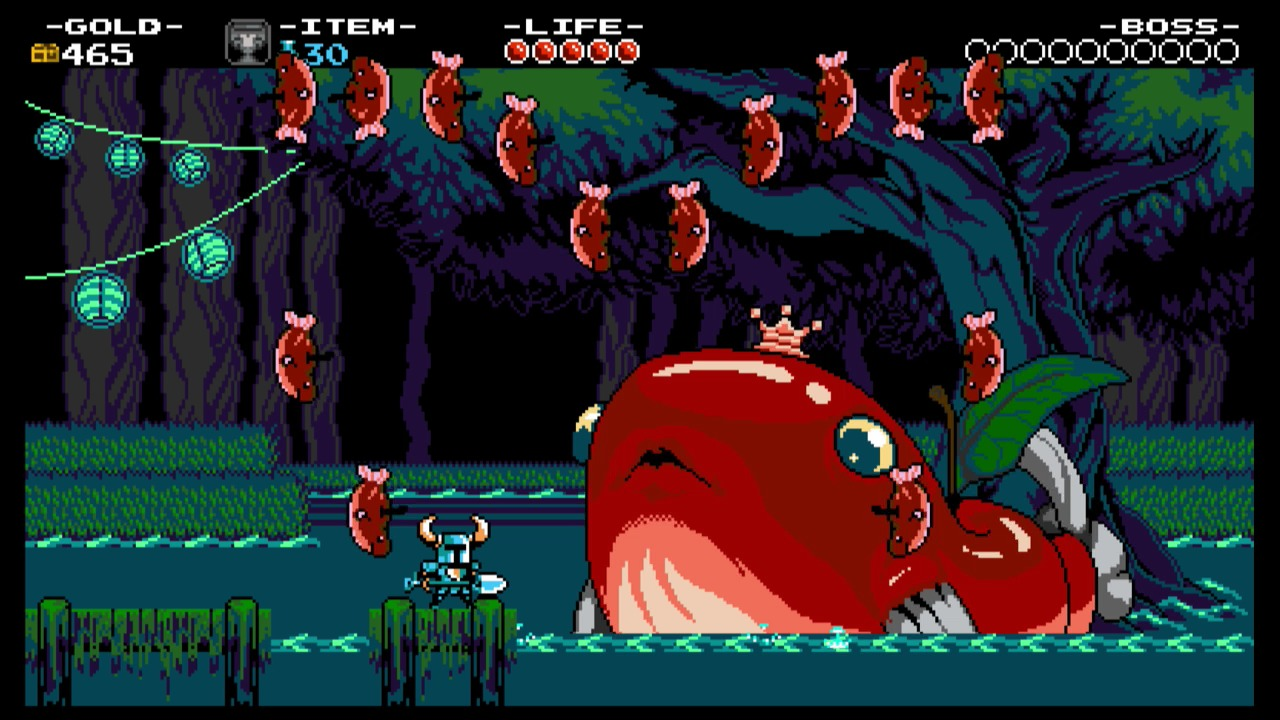 -GOLD- -ITEM- -LIFE- -BOSS-
465 30